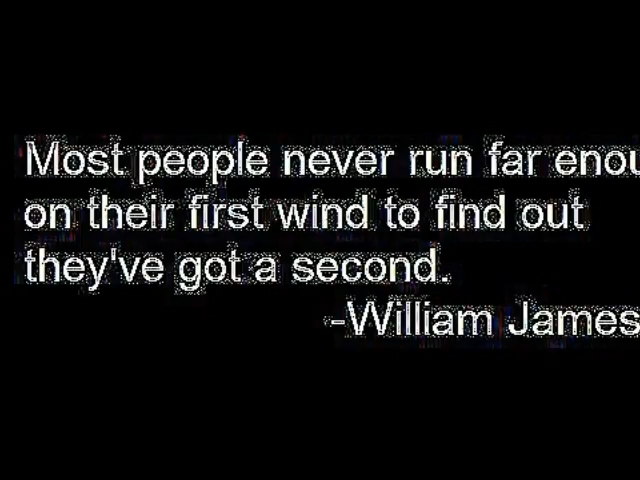 Most people never run far enou
on their first wind to find out
they've got a second.
-William James